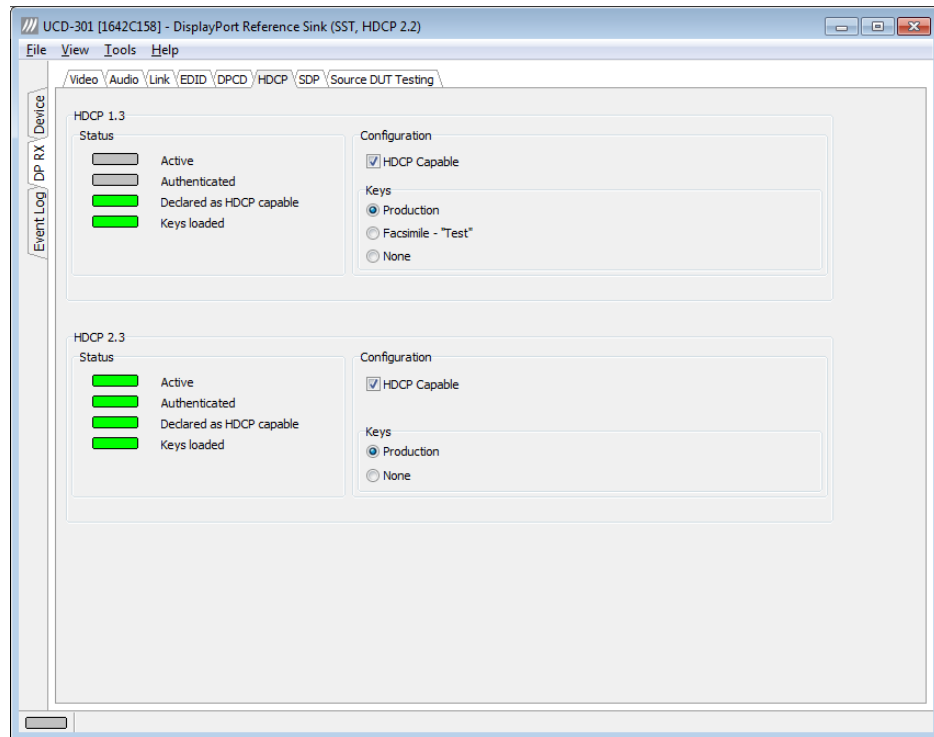 UCD-301 [1642C158] - DisplayPort Reference Sink (SST, HDCP 2.2)
File View Tools Help
Video Audio Link EDID DPCD HDCP SDP Source DUT Testing
Device
DP RX
Event Log
HDCP 1.3
Status
Active
Authenticated
Declared as HDCP capable
Keys loaded
Configuration
HDCP Capable
Keys
Production
Facsimile - "Test"
None
HDCP 2.3
Status
Active
Authenticated
Declared as HDCP capable
Keys loaded
Configuration
HDCP Capable
Keys
Production
None